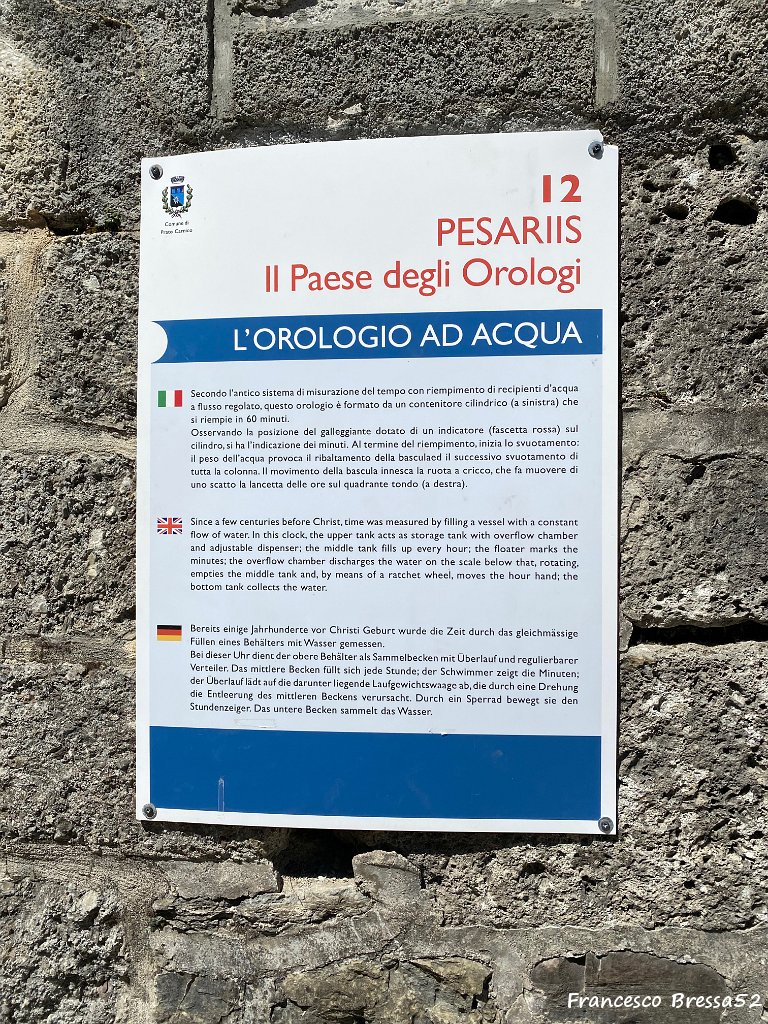 Comune di
Prato Carnico
12
PESARIIS
Il Paese degli Orologi
L'OROLOGIO AD ACQUA
Secondo l'antico sistema di misurazione del tempo con riempimento di recipienti d'acqua
a flusso regolato, questo orologio è formato da un contenitore cilindrico (a sinistra) che
si riempie in 60 minuti.
Osservando la posizione del galleggiante dotato di un indicatore (fascetta rossa) sul
cilindro, si ha l'indicazione dei minuti. Al termine del riempimento, inizia lo svuotamento:
il peso dell'acqua provoca il ribaltamento della basculaed il successivo svuotamento di
tutta la colonna. Il movimento della bascula innesca la ruota a cricco, che fa muovere di
uno scatto la lancetta delle ore sul quadrante tondo (a destra).
Since a few centuries before Christ, time was measured by filling a vessel with a constant
flow of water. In this clock, the upper tank acts as storage tank with overflow chamber
and adjustable dispenser; the middle tank fills up every hour; the floater marks the
minutes; the overflow chamber discharges the water on the scale below that, rotating,
empties the middle tank and, by means of a ratchet wheel, moves the hour hand; the
bottom tank collects the water.
Bereits einige Jahrhunderte vor Christi Geburt wurde die Zeit durch das gleichmässige
Füllen eines Behälters mit Wasser gemessen.
Bei dieser Uhr dient der obere Behälter als Sammelbecken mit Überlauf und regulierbarer
Verteiler. Das mittlere Becken füllt sich jede Stunde; der Schwimmer zeigt die Minuten;
der Überlauf lädt auf die darunter liegende Laufgewichtswaage ab, die durch eine Drehung
die Entleerung des mittleren Beckens verursacht. Durch ein Sperrad bewegt sie den
Stundenzeiger. Das untere Becken sammelt das Wasser.
Francesco Bressa52